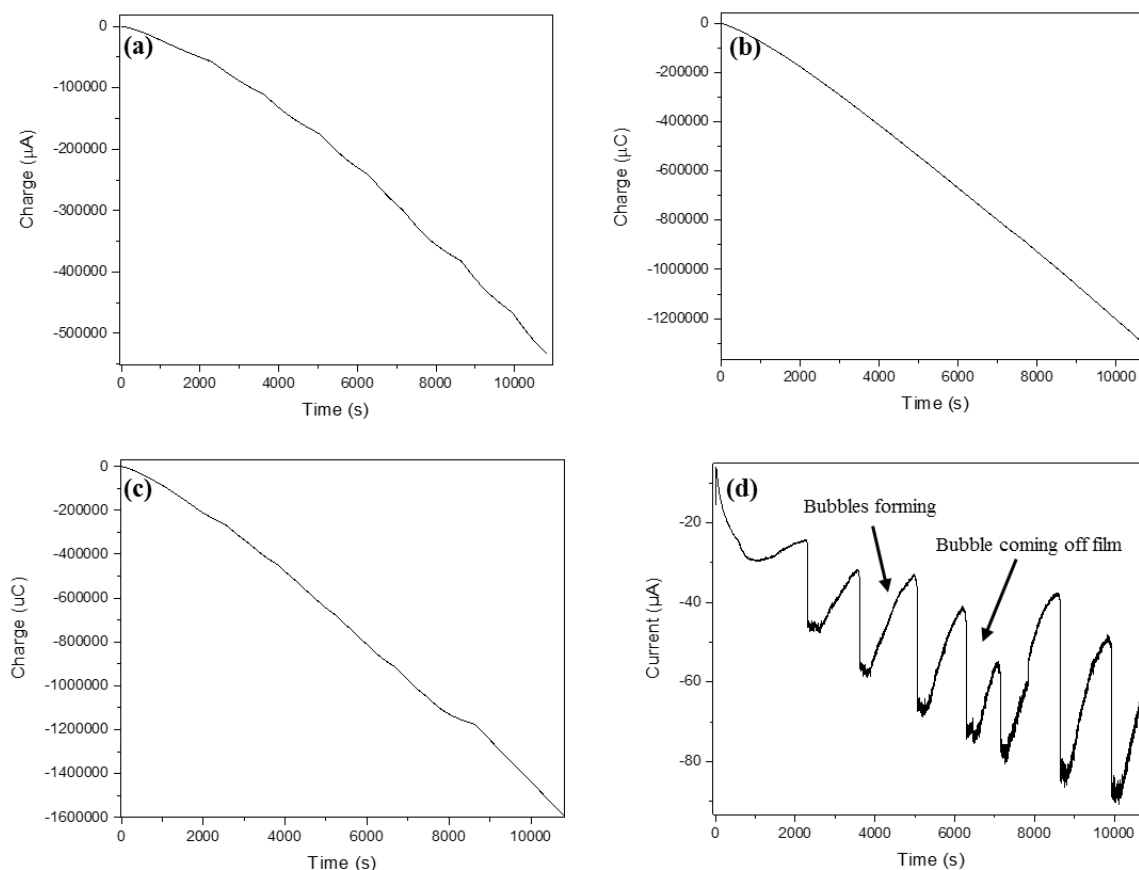 (a)
Charge (µA)
0
-100000
-200000
-300000
-400000
-500000
0 2000 4000 6000 8000 10000
Time (s)
(b)
Charge (µC)
0
-200000
-400000
-600000
-800000
-1000000
-1200000
0 2000 4000 6000 8000 10000
Time (s)
(c)
Charge (uC)
0
-200000
-400000
-600000
-800000
-1000000
-1200000
-1400000
-1600000
0 2000 4000 6000 8000 10000
Time (s)
(d)
Bubbles forming
Bubble coming off film
Current (µA)
-20
-40
-60
-80
0 2000 4000 6000 8000 10000
Time (s)